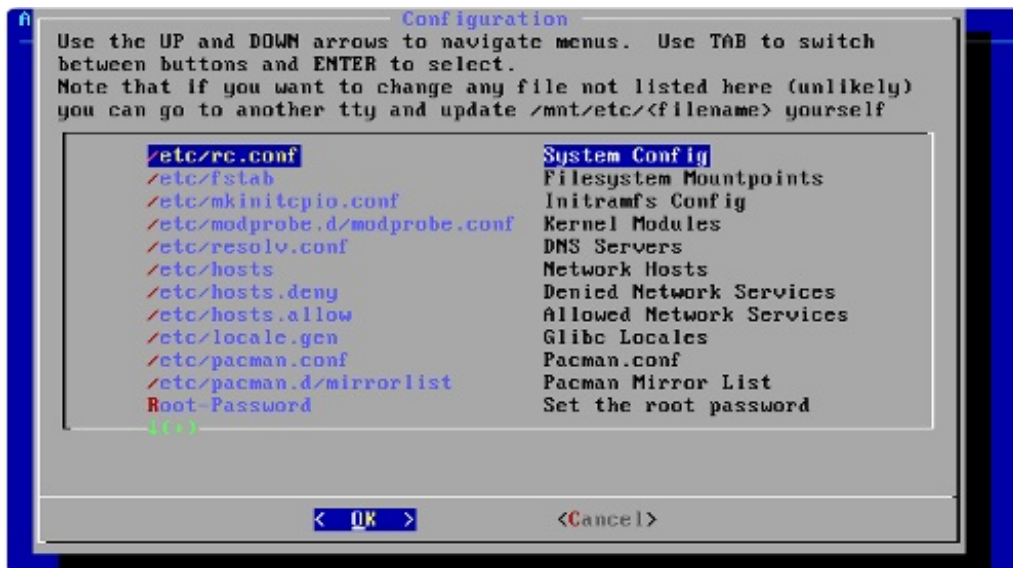 A
Configuration
Use the UP and DOWN arrows to navigate menus.  Use TAB to switch
between buttons and ENTER to select.
Note that if you want to change any file not listed here (unlikely)
you can go to another tty and update /mnt/etc/<filename> yourself
/etc/rc.conf System Config
/etc/fstab Filesystem Mountpoints
/etc/mkinitcpio.conf Initramfs Config
/etc/modprobe.d/modprobe.conf Kernel Modules
/etc/resolv.conf DNS Servers
/etc/hosts Network Hosts
/etc/hosts.deny Denied Network Services
/etc/hosts.allow Allowed Network Services
/etc/locale.gen Glibc Locales
/etc/pacman.conf Pacman.conf
/etc/pacman.d/mirrorlist Pacman Mirror List
Root-Password Set the root password
↓(+)
< OK > <Cancel>